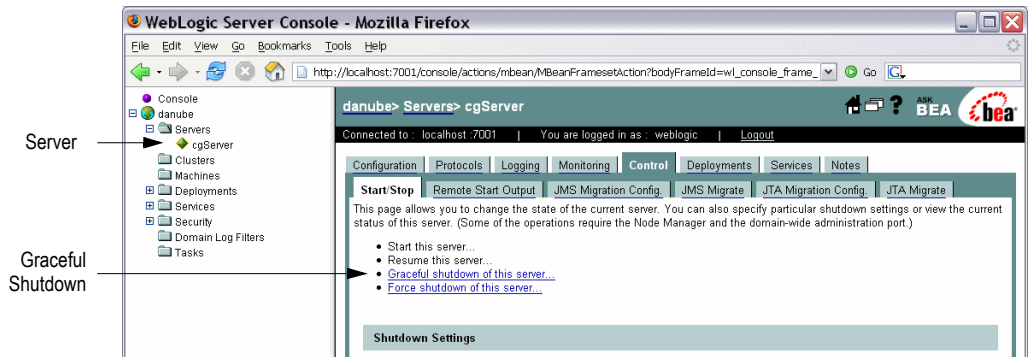 WebLogic Server Console - Mozilla Firefox
File Edit View Go Bookmarks Tools Help
http://localhost:7001/console/actions/mbean/MBeanFramesetAction?bodyFrameId=wl_console_frame_ Go G
Console
danube
Servers
Server
cgServer
Clusters
Machines
Deployments
Services
Security
Domain Log Filters
Tasks
danube> Servers> cgServer
? ASK BEA bea
Connected to : localhost :7001 | You are logged in as : weblogic | Logout
Configuration Protocols Logging Monitoring Control Deployments Services Notes
Start/Stop Remote Start Output JMS Migration Config. JMS Migrate JTA Migration Config. JTA Migrate
This page allows you to change the state of the current server. You can also specify particular shutdown settings or view the current
status of this server. (Some of the operations require the Node Manager and the domain-wide administration port.)
Start this server...
Resume this server...
Graceful Shutdown
Graceful shutdown of this server...
Force shutdown of this server...
Shutdown Settings